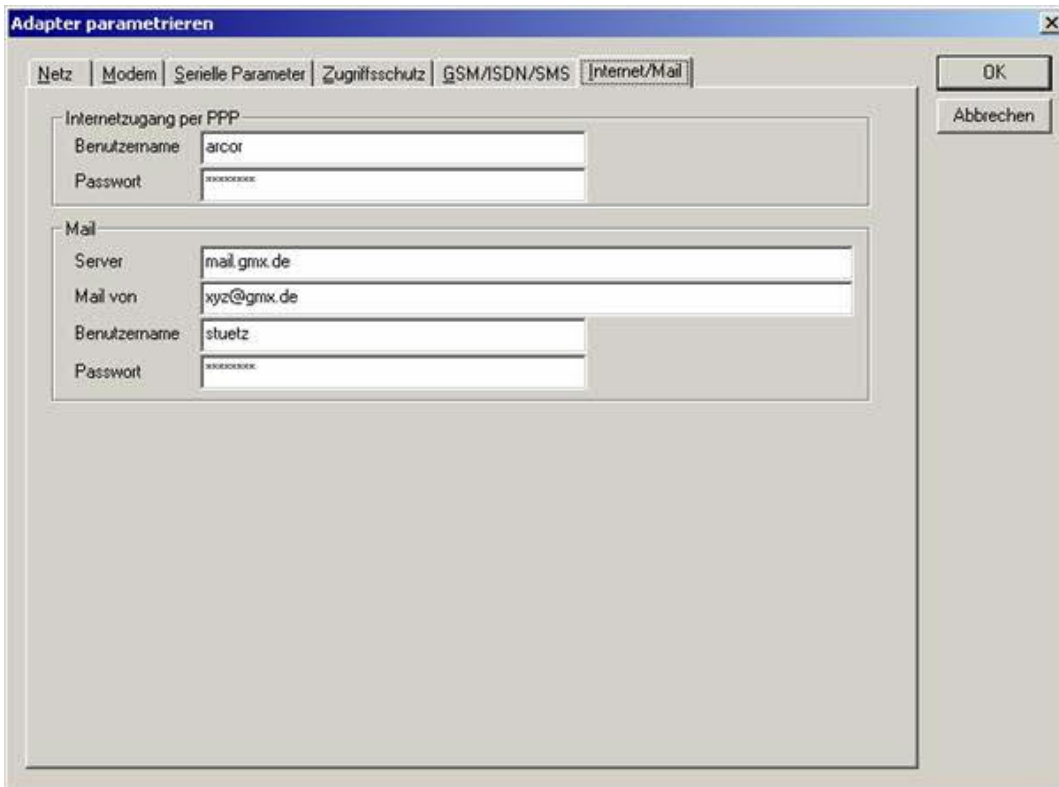 Adapter parametrieren
Netz Modem Serielle Parameter Zugriffsschutz GSM/ISDN/SMS Internet/Mail
OK
Abbrechen
Internetzugang per PPP
Benutzername arcor
Passwort ********
Mail
Server mail.gmx.de
Mail von xyz@gmx.de
Benutzername stuetz
Passwort ********